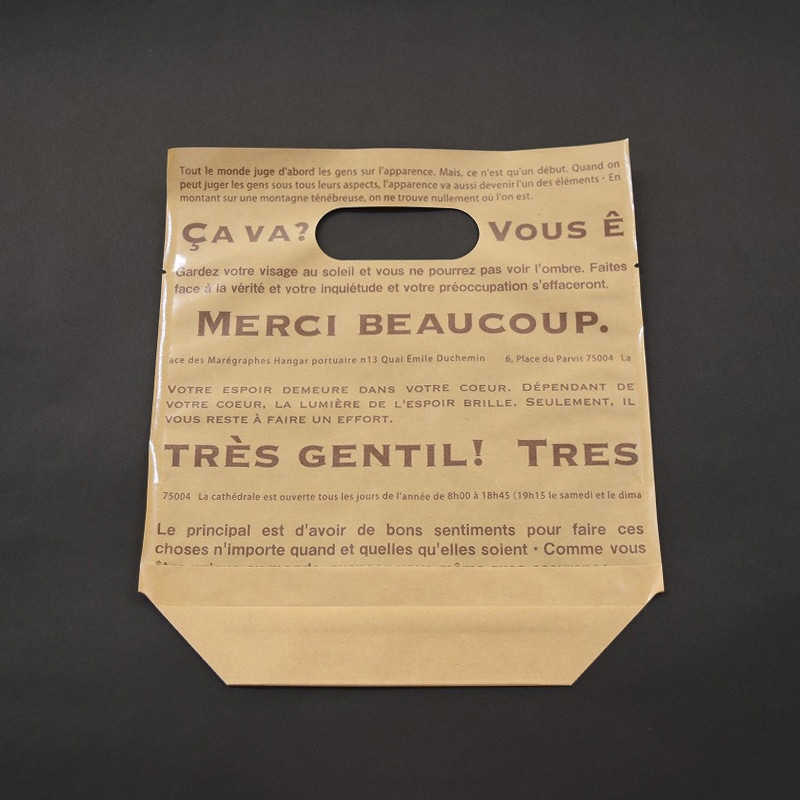 Tout le monde juge d'abord les gens sur l'apparence. Mais, ce n'est qu'un début. Quand on
peut juger les gens sous tous leurs aspects, l'apparence va aussi devenir l'un des éléments · En
montant sur une montagne ténébreuse, on ne trouve nullement où l'on est.
Ça va? Vous Ê
Gardez votre visage au soleil et vous ne pourrez pas voir l'ombre. Faites
face à la vérité et votre inquiétude et votre préoccupation s'effaceront.
Merci beaucoup.
ace des Marégraphes Hangar portuaire n13 Quai Émile Duchemin 6, Place du Parvis 75004 La
Votre espoir demeure dans votre coeur. Dépendant de
votre coeur, la lumière de l'espoir brille. Seulement, il
vous reste à faire un effort.
très gentil! Tres
75004 La cathédrale est ouverte tous les jours de l'année de 8h00 à 18h45 (19h15 le samedi et le dima
Le principal est d'avoir de bons sentiments pour faire ces
choses n'importe quand et quelles qu'elles soient · Comme vous